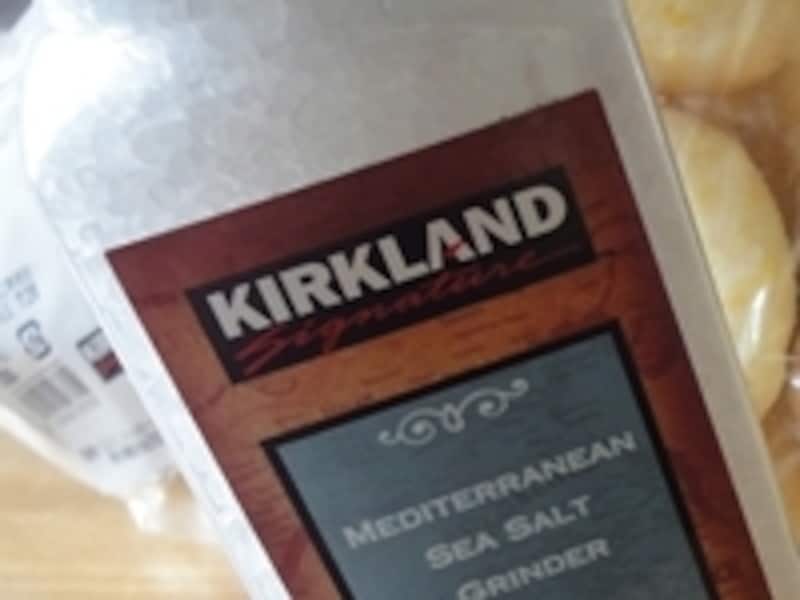 KIRKLAND
Signature
MEDITERRANEAN
SEA SALT
GRINDER